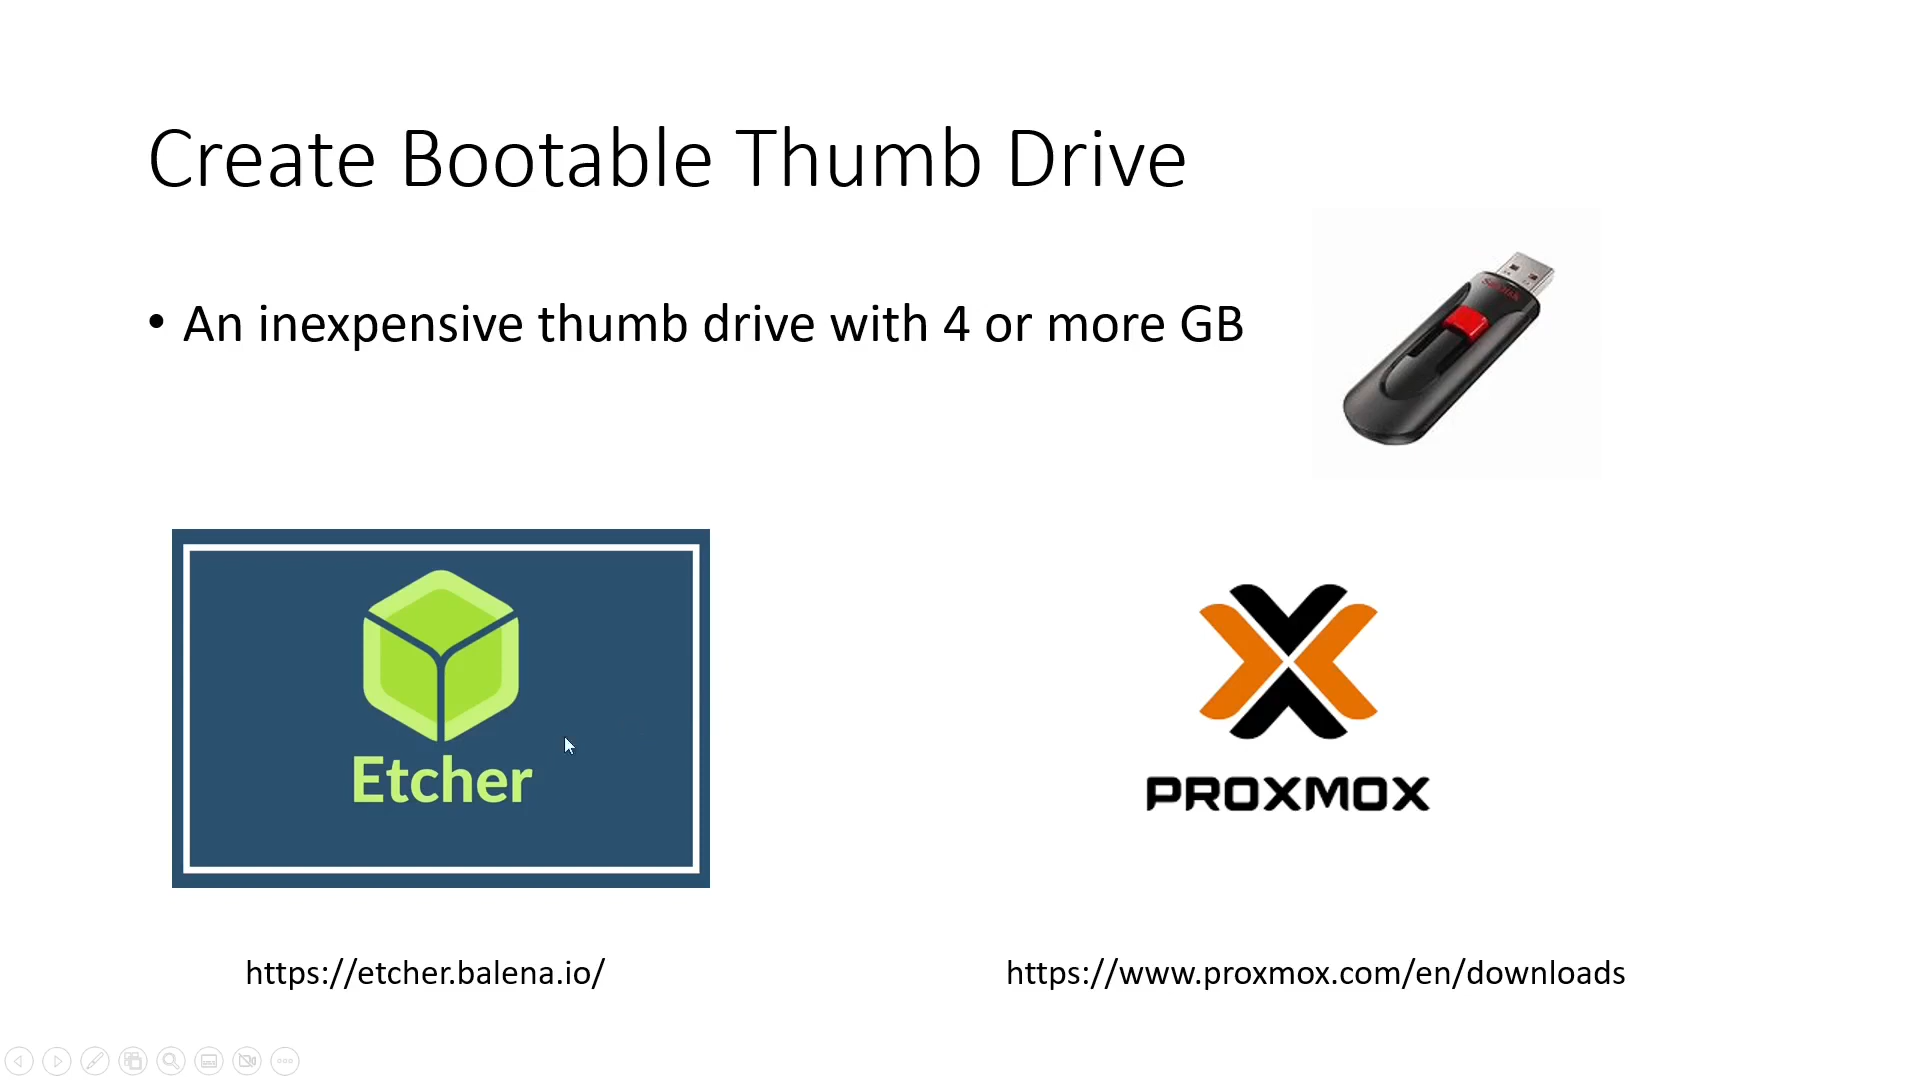 Create Bootable Thumb Drive
• An inexpensive thumb drive with 4 or more GB
SanDisk
Etcher
PROXMOX
https://etcher.balena.io/
https://www.proxmox.com/en/downloads